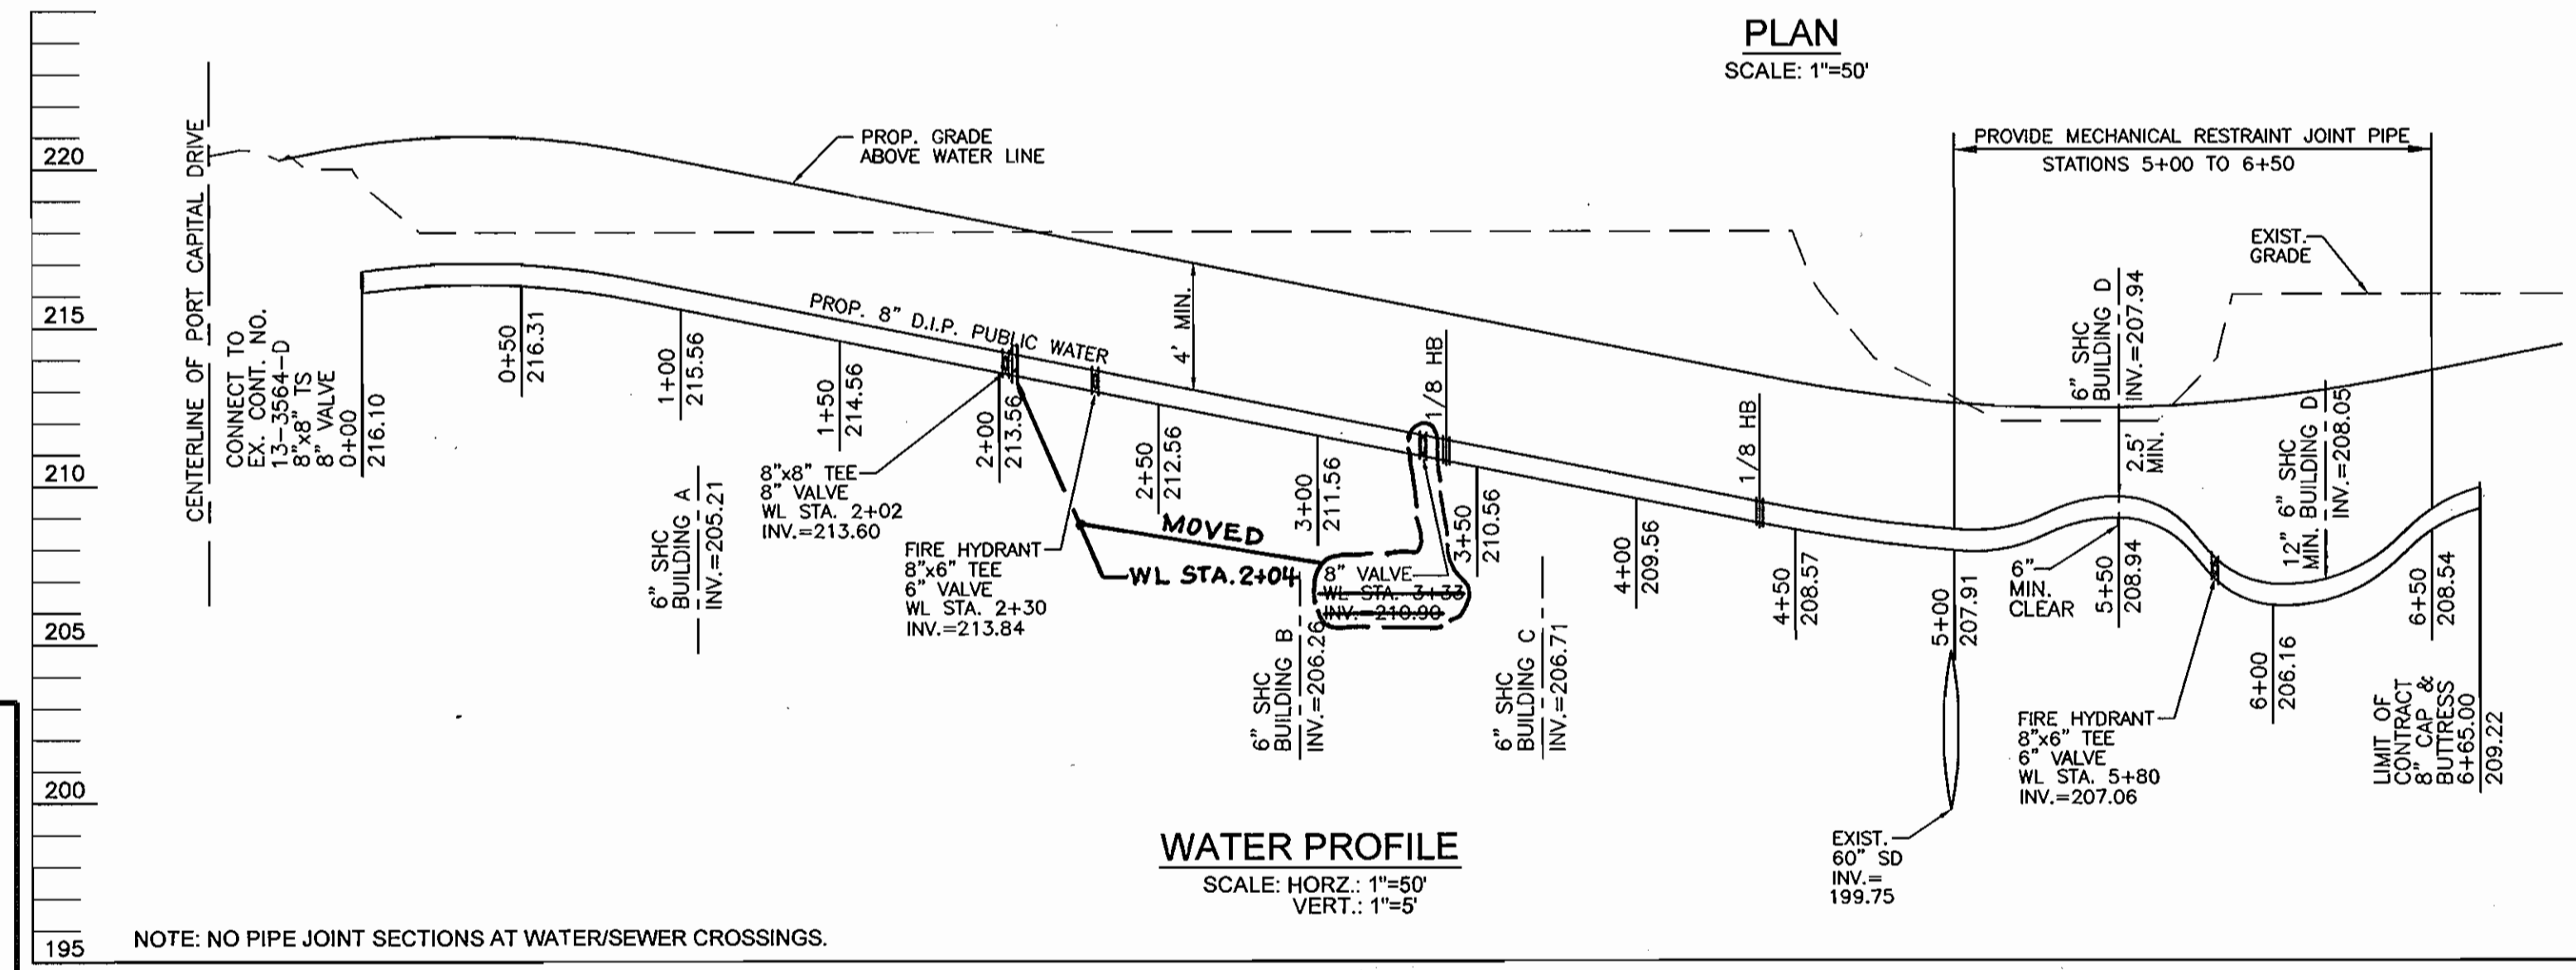 PLAN
SCALE: 1"=50'
220
215
210
205
200
195
CENTERLINE OF PORT CAPITAL DRIVE
CONNECT TO
EX. CONT. NO.
13-3564-D
8"x8" TS
8" VALVE
0+00
216.10
PROP. GRADE
ABOVE WATER LINE
PROP. 8" D.I.P. PUBLIC WATER
0+50
216.31
1+00
215.56
1+50
214.56
2+00
213.56
2+50
212.56
3+00
211.56
3+50
210.56
4+00
209.56
4+50
208.57
5+00
207.91
5+50
208.94
6+00
206.16
6+50
208.54
6" SHC
BUILDING A
INV.=205.21
8"x8" TEE
8" VALVE
WL STA. 2+02
INV.=213.60
FIRE HYDRANT
8"x6" TEE
6" VALVE
WL STA. 2+30
INV.=213.84
4' MIN.
MOVED
WL STA. 2+04
8" VALVE
WL STA. 3+33
INV. 210.90
1/8 HB
1/8 HB
6" SHC
BUILDING B
INV.=206.26
6" SHC
BUILDING C
INV.=206.71
PROVIDE MECHANICAL RESTRAINT JOINT PIPE
STATIONS 5+00 TO 6+50
EXIST.
GRADE
6" SHC
BUILDING D
INV=207.94
2.5'
MIN.
6"
MIN.
CLEAR
12"
MIN.
6" SHC
BUILDING D
INV.=208.05
FIRE HYDRANT
8"x6" TEE
6" VALVE
WL STA. 5+80
INV.=207.06
LIMIT OF
CONTRACT
8" CAP &
BUTTRESS
6+65.00
209.22
EXIST.
60" SD
INV.=
199.75
WATER PROFILE
SCALE: HORZ.: 1"=50'
VERT.: 1"=5'
NOTE: NO PIPE JOINT SECTIONS AT WATER/SEWER CROSSINGS.